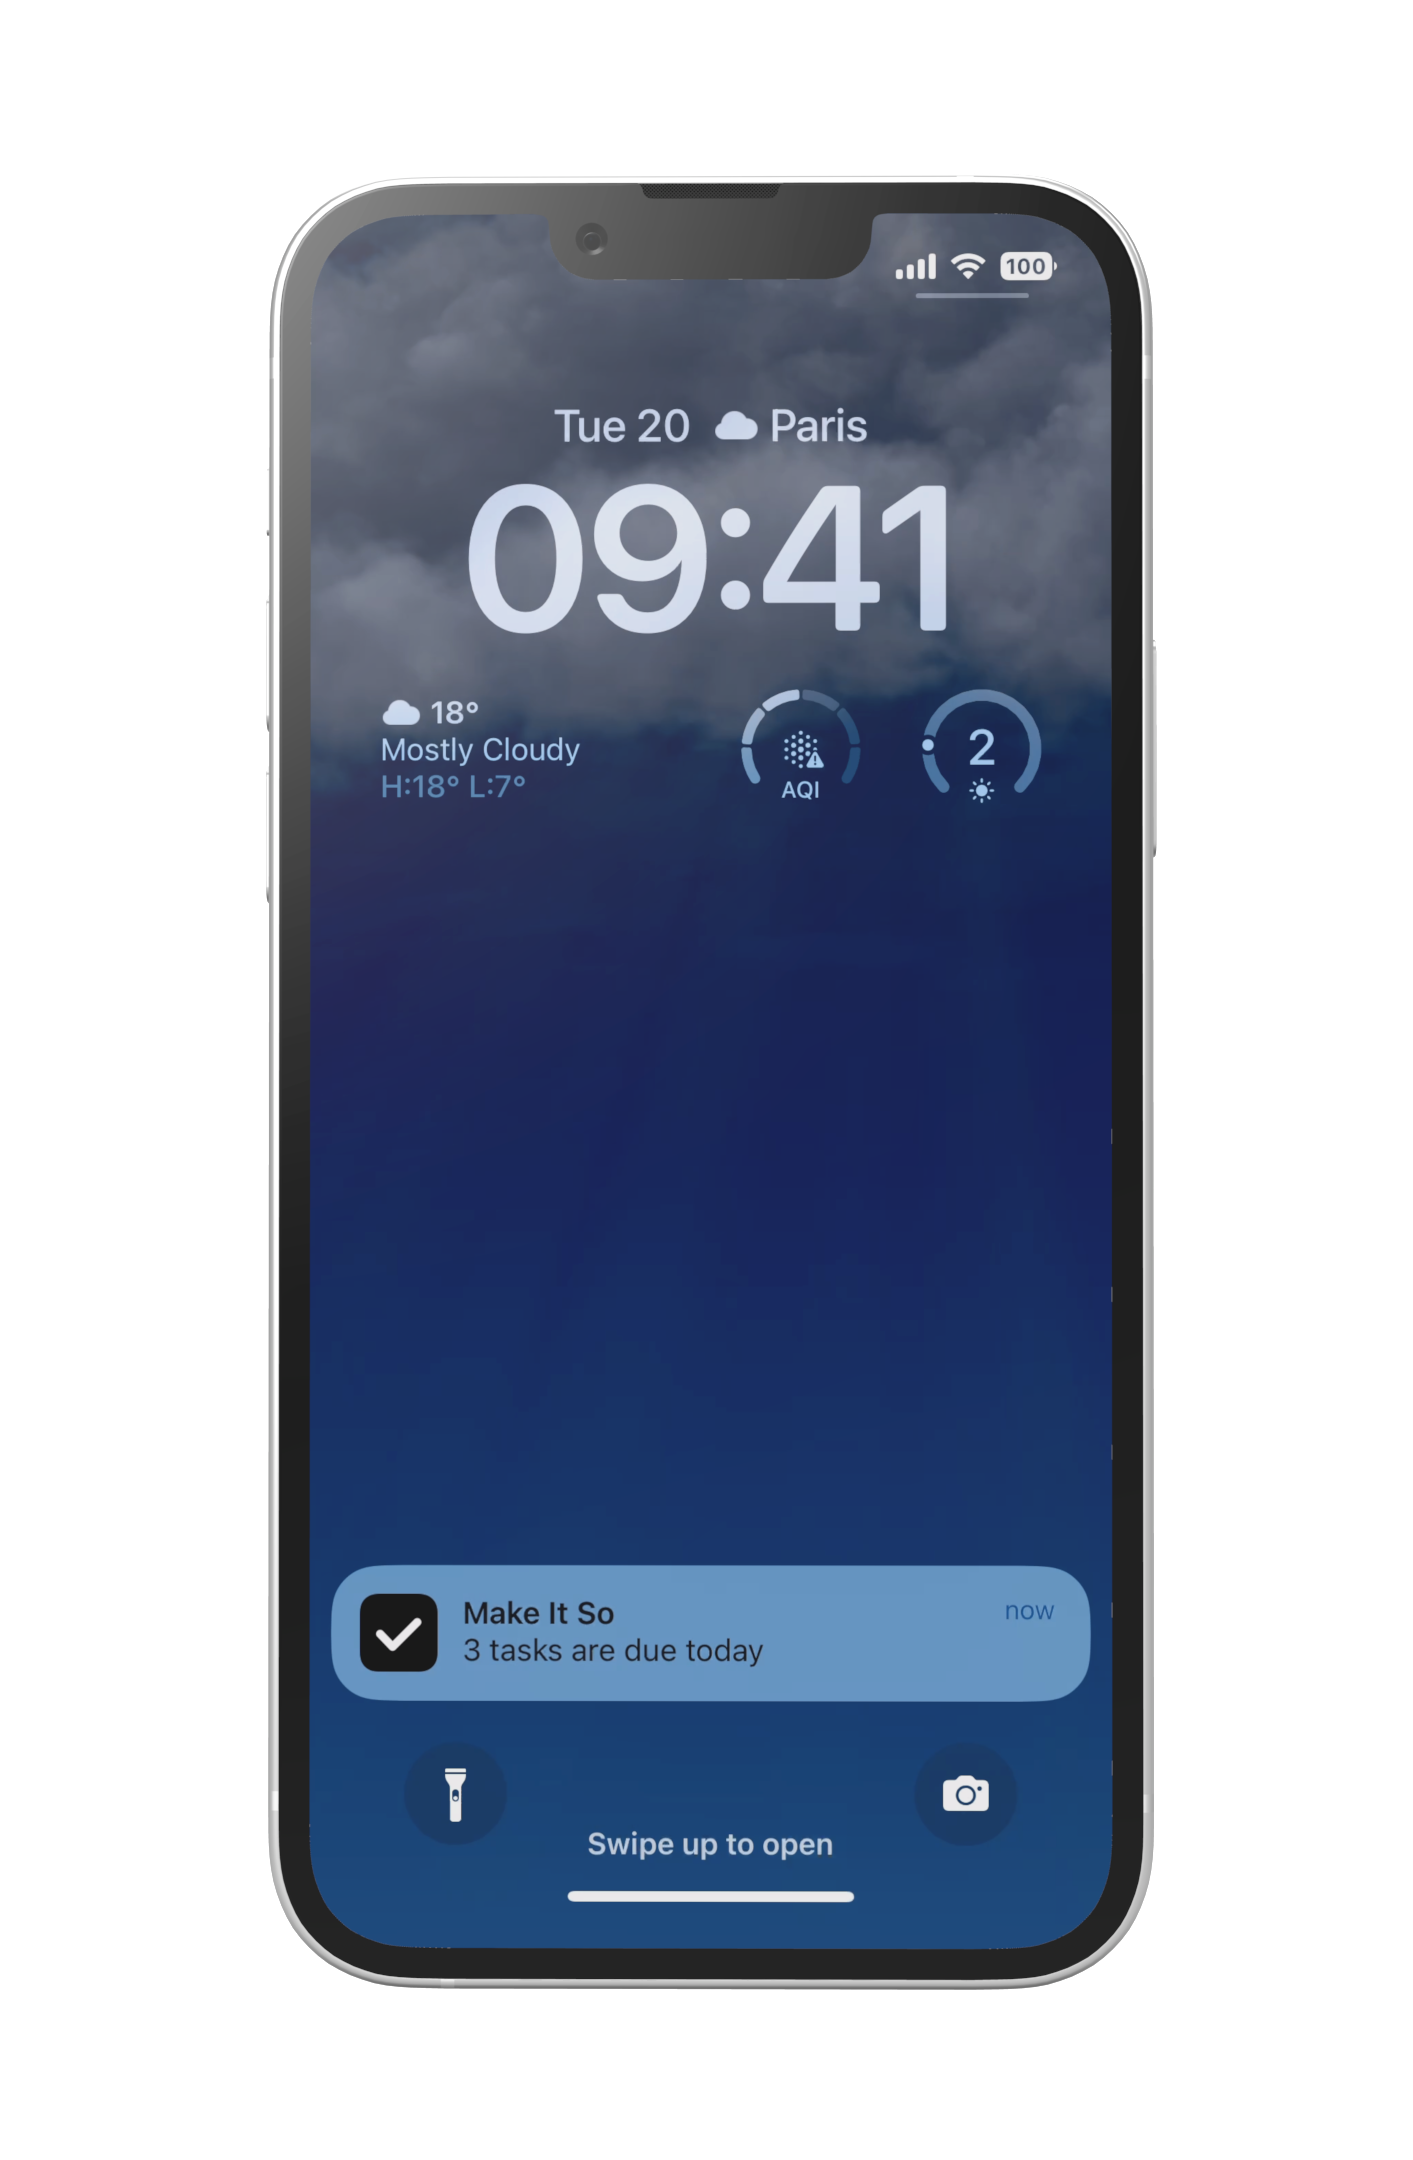 100
Tue 20 Paris
09:41
18°
Mostly Cloudy
H:18° L:7°
AQI
2
Make It So
now
3 tasks are due today
Swipe up to open